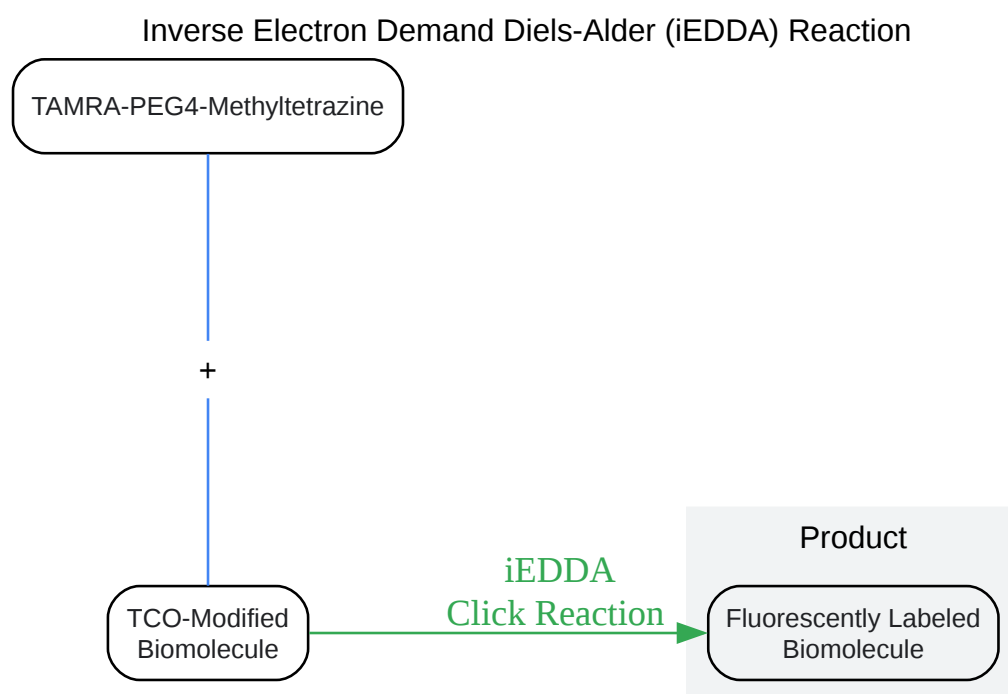 Inverse Electron Demand Diels-Alder (iEDDA) Reaction
TAMRA-PEG4-Methyltetrazine
+
Product
iEDDA
Click Reaction
TCO-Modified
Biomolecule
Fluorescently Labeled
Biomolecule